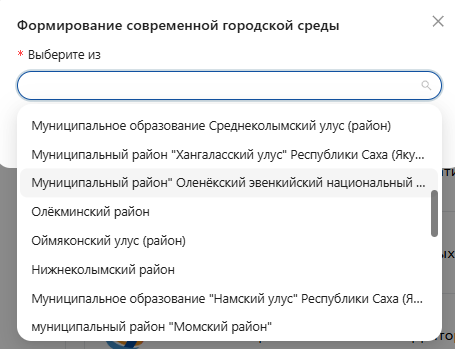 Формирование современной городской среды
* Выберите из
Муниципальное образование Среднеколымский улус (район)
Муниципальный район "Хангаласский улус" Республики Саха (Яку...
Муниципальный район" Оленёкский эвенкийский национальный ...
Олёкминский район
Оймяконский улус (район)
Нижнеколымский район
Муниципальное образование "Намский улус" Республики Саха (Я...
муниципальный район "Момский район"